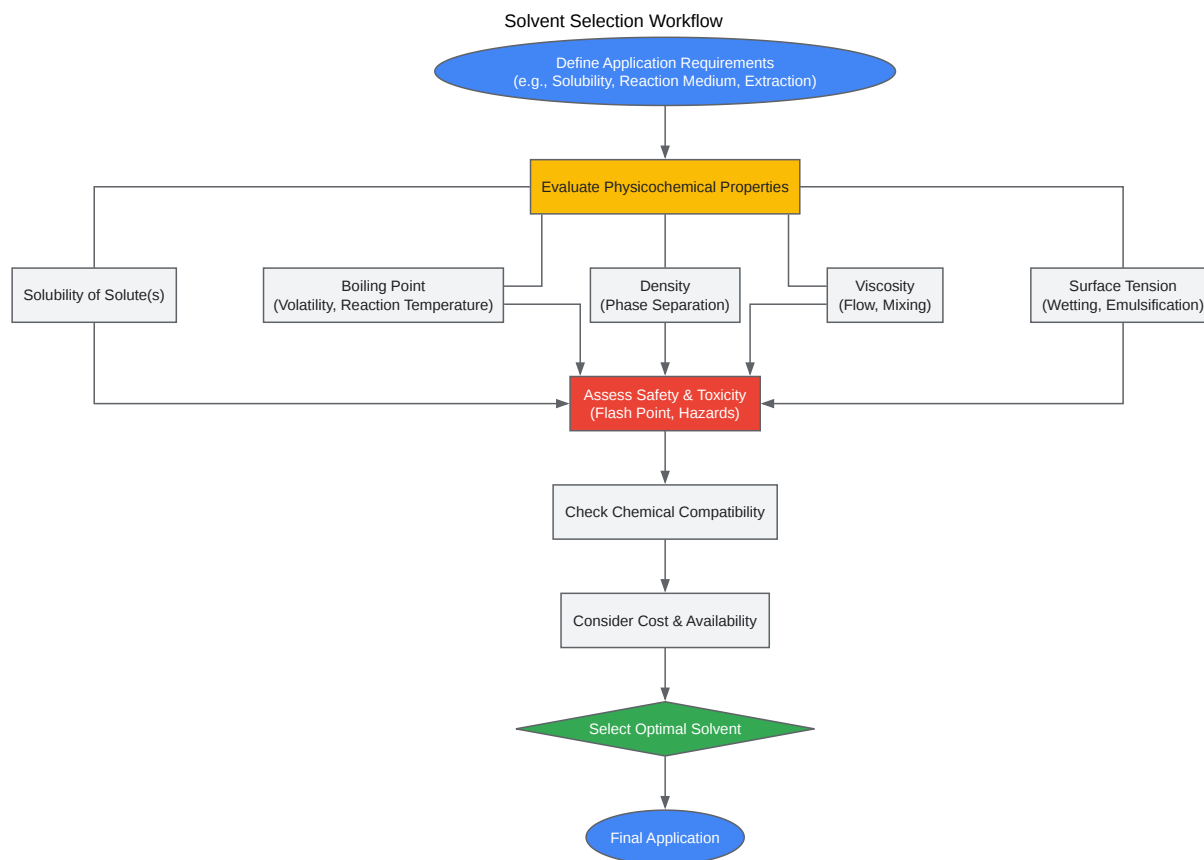 Solvent Selection Workflow
Define Application Requirements
(e.g., Solubility, Reaction Medium, Extraction)
Evaluate Physicochemical Properties
Solubility of Solute(s)
Boiling Point
(Volatility, Reaction Temperature)
Density
(Phase Separation)
Viscosity
(Flow, Mixing)
Surface Tension
(Wetting, Emulsification)
Assess Safety & Toxicity
(Flash Point, Hazards)
Check Chemical Compatibility
Consider Cost & Availability
Select Optimal Solvent
Final Application